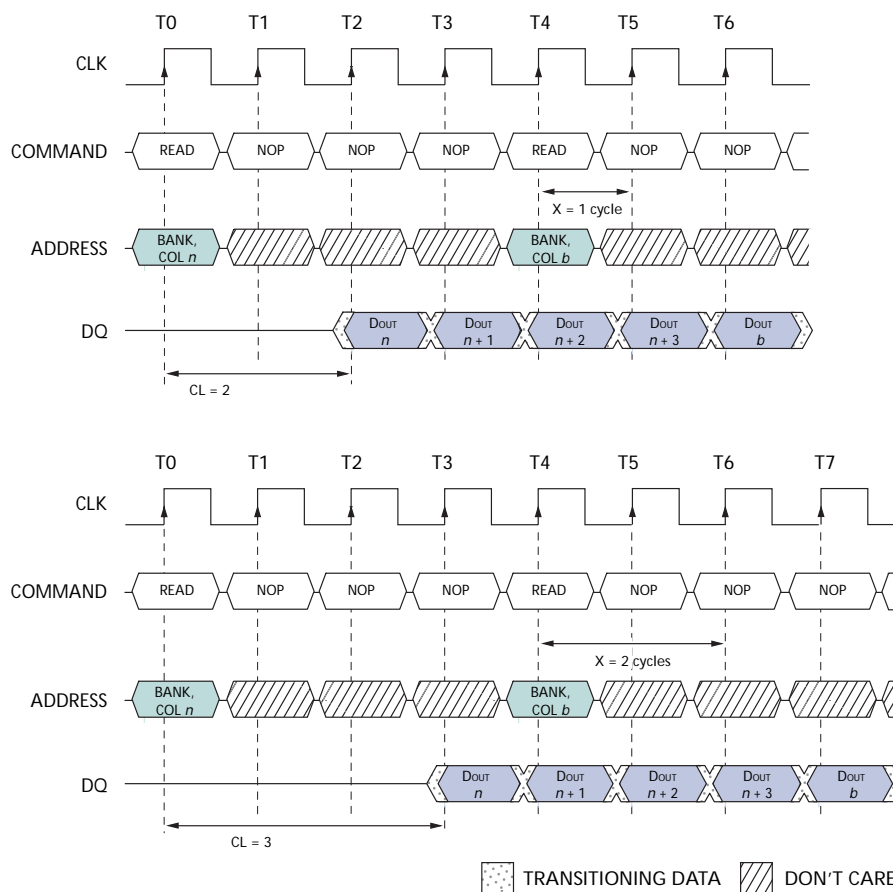 T0 T1 T2 T3 T4 T5 T6
CLK
COMMAND READ NOP NOP NOP READ NOP NOP
X = 1 cycle
ADDRESS BANK, COL n BANK, COL b
DQ DOUT n DOUT n + 1 DOUT n + 2 DOUT n + 3 DOUT b
CL = 2
T0 T1 T2 T3 T4 T5 T6 T7
CLK
COMMAND READ NOP NOP NOP READ NOP NOP NOP
X = 2 cycles
ADDRESS BANK, COL n BANK, COL b
DQ DOUT n DOUT n + 1 DOUT n + 2 DOUT n + 3 DOUT b
CL = 3
TRANSITIONING DATA DON'T CARE